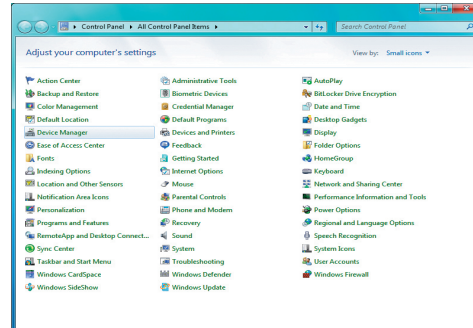 Control Panel ▸ All Control Panel Items ▸
Search Control Panel
Adjust your computer's settings
View by: Small icons
Action Center
Administrative Tools
AutoPlay
Backup and Restore
Biometric Devices
BitLocker Drive Encryption
Color Management
Credential Manager
Date and Time
Default Location
Default Programs
Desktop Gadgets
Device Manager
Devices and Printers
Display
Ease of Access Center
Feedback
Folder Options
Fonts
Getting Started
HomeGroup
Indexing Options
Internet Options
Keyboard
Location and Other Sensors
Mouse
Network and Sharing Center
Notification Area Icons
Parental Controls
Performance Information and Tools
Personalization
Phone and Modem
Power Options
Programs and Features
Recovery
Regional and Language Options
RemoteApp and Desktop Connect...
Sound
Speech Recognition
Sync Center
System
System Icons
Taskbar and Start Menu
Troubleshooting
User Accounts
Windows CardSpace
Windows Defender
Windows Firewall
Windows SideShow
Windows Update